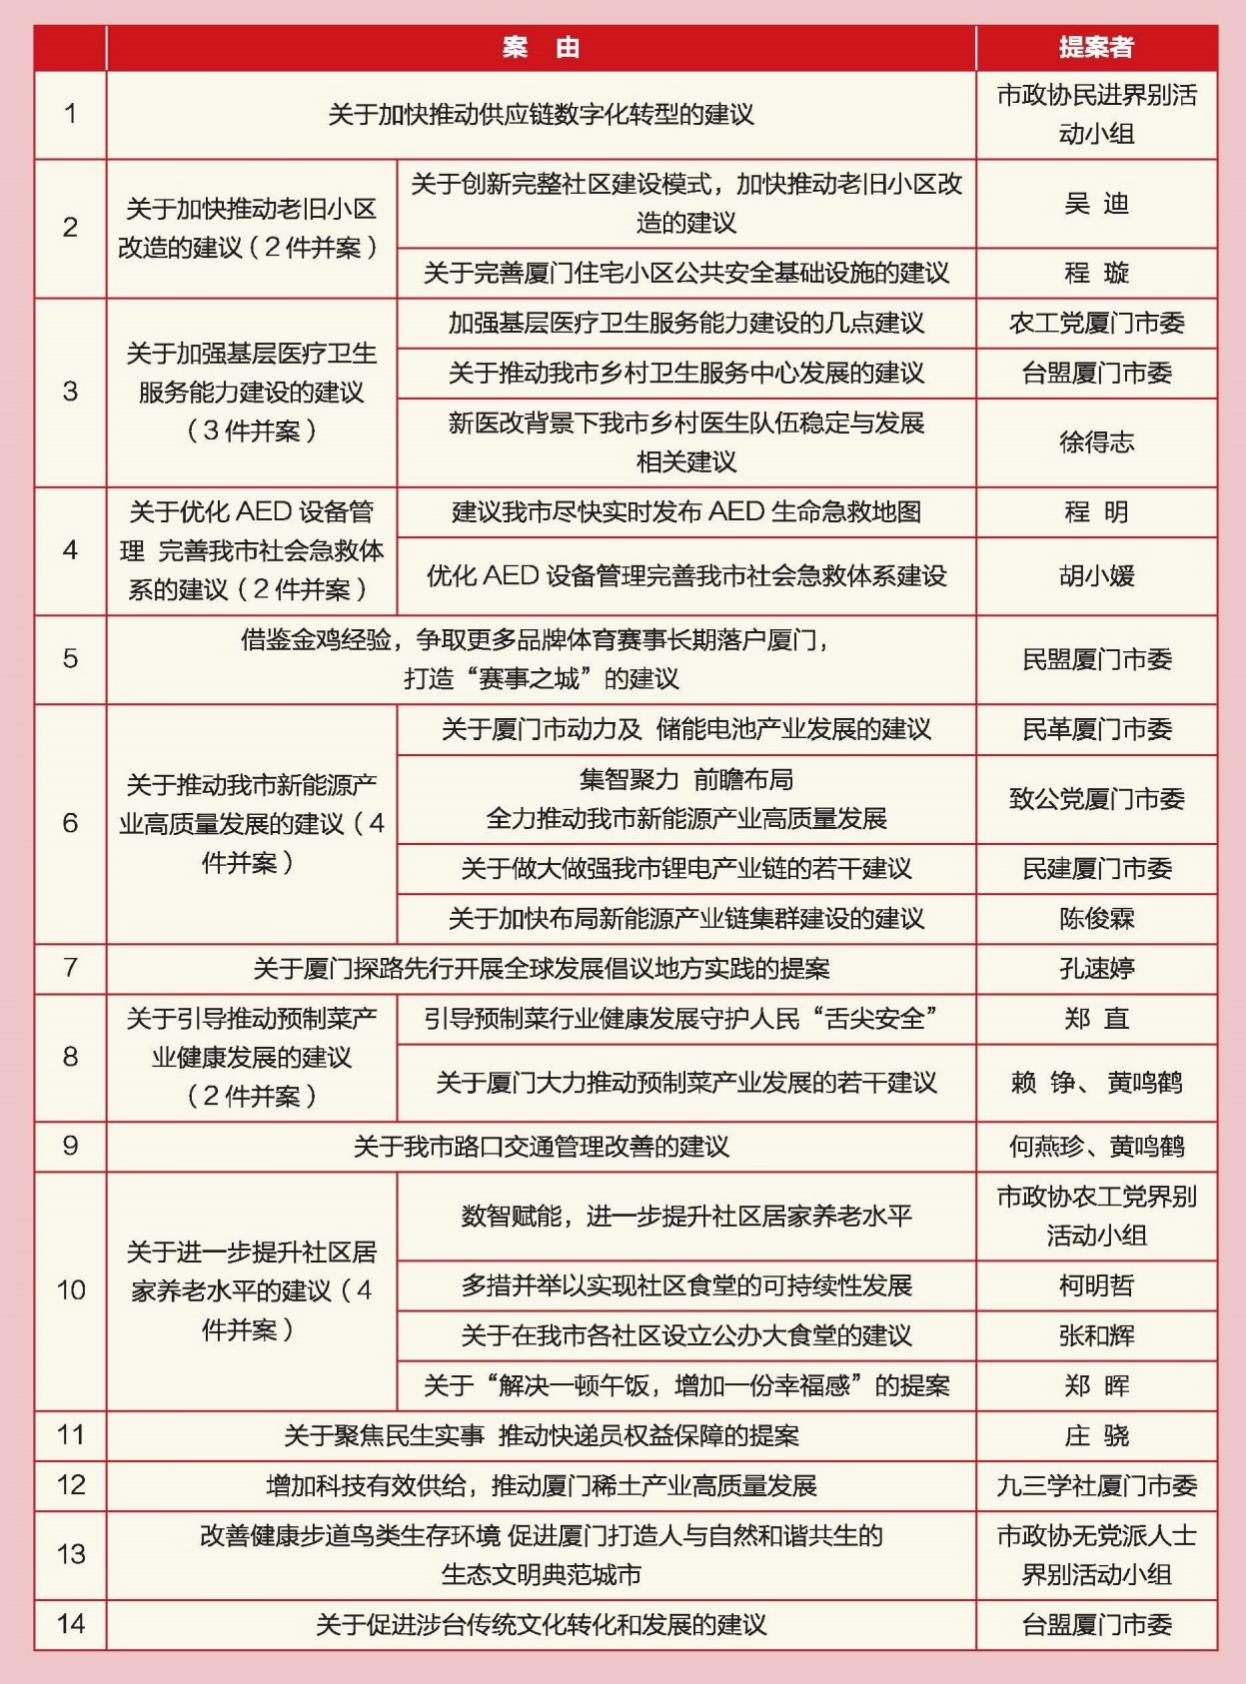 案 由 提案者
1
关于加快推动供应链数字化转型的建议
市政协民进界别活
动小组
2
关于加快推动老旧小区
改造的建议（2 件并案）
关于创新完整社区建设模式，加快推动老旧小区改
造的建议
吴 迪
关于完善厦门住宅小区公共安全基础设施的建议
程 璇
3
关于加强基层医疗卫生
服务能力建设的建议
（3 件并案）
加强基层医疗卫生服务能力建设的几点建议
农工党厦门市委
关于推动我市乡村卫生服务中心发展的建议
台盟厦门市委
新医改背景下我市乡村医生队伍稳定与发展
相关建议
徐得志
4
关于优化 AED 设备管
理 完善我市社会急救体
系的建议（2 件并案）
建议我市尽快实时发布 AED 生命急救地图
程 明
优化 AED 设备管理完善我市社会急救体系建设
胡小媛
5
借鉴金鸡经验，争取更多品牌体育赛事长期落户厦门，
打造“赛事之城”的建议
民盟厦门市委
6
关于推动我市新能源产
业高质量发展的建议（4
件并案）
关于厦门市动力及 储能电池产业发展的建议
民革厦门市委
集智聚力 前瞻布局
全力推动我市新能源产业高质量发展
致公党厦门市委
关于做大做强我市锂电产业链的若干建议
民建厦门市委
关于加快布局新能源产业链集群建设的建议
陈俊霖
7
关于厦门探路先行开展全球发展倡议地方实践的提案
孔速婷
8
关于引导推动预制菜产
业健康发展的建议
（2 件并案）
引导预制菜行业健康发展守护人民“舌尖安全”
郑 直
关于厦门大力推动预制菜产业发展的若干建议
赖 铮、 黄鸣鹤
9
关于我市路口交通管理改善的建议
何燕珍、黄鸣鹤
10
关于进一步提升社区居
家养老水平的建议（4
件并案）
数智赋能，进一步提升社区居家养老水平
市政协农工党界别
活动小组
多措并举以实现社区食堂的可持续性发展
柯明哲
关于在我市各社区设立公办大食堂的建议
张和辉
关于“解决一顿午饭，增加一份幸福感”的提案
郑 晖
11
关于聚焦民生实事 推动快递员权益保障的提案
庄 骁
12
增加科技有效供给，推动厦门稀土产业高质量发展
九三学社厦门市委
13
改善健康步道鸟类生存环境 促进厦门打造人与自然和谐共生的
生态文明典范城市
市政协无党派人士
界别活动小组
14
关于促进涉台传统文化转化和发展的建议
台盟厦门市委